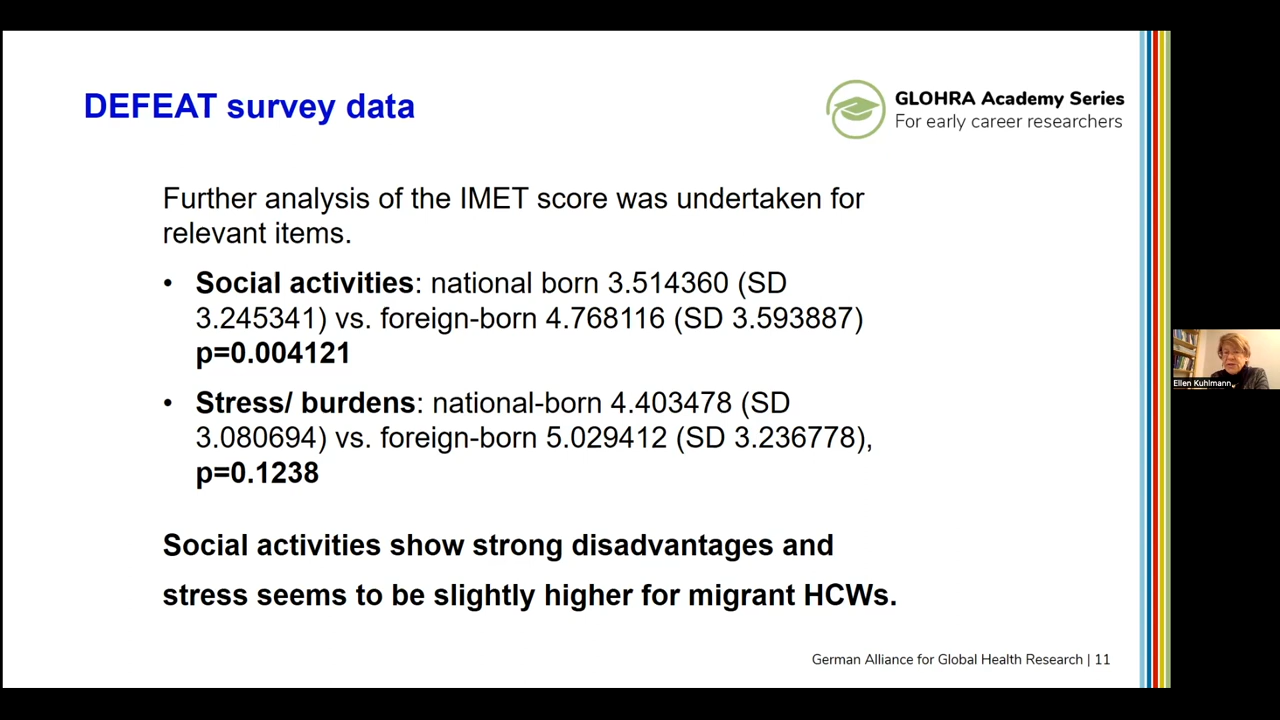 DEFEAT survey data
GLOHRA Academy Series
For early career researchers
Further analysis of the IMET score was undertaken for
relevant items.
• Social activities: national born 3.514360 (SD
3.245341) vs. foreign-born 4.768116 (SD 3.593887)
p=0.004121
• Stress/ burdens: national-born 4.403478 (SD
3.080694) vs. foreign-born 5.029412 (SD 3.236778),
p=0.1238
Social activities show strong disadvantages and
stress seems to be slightly higher for migrant HCWs.
German Alliance for Global Health Research | 11
Ellen Kuhlmann